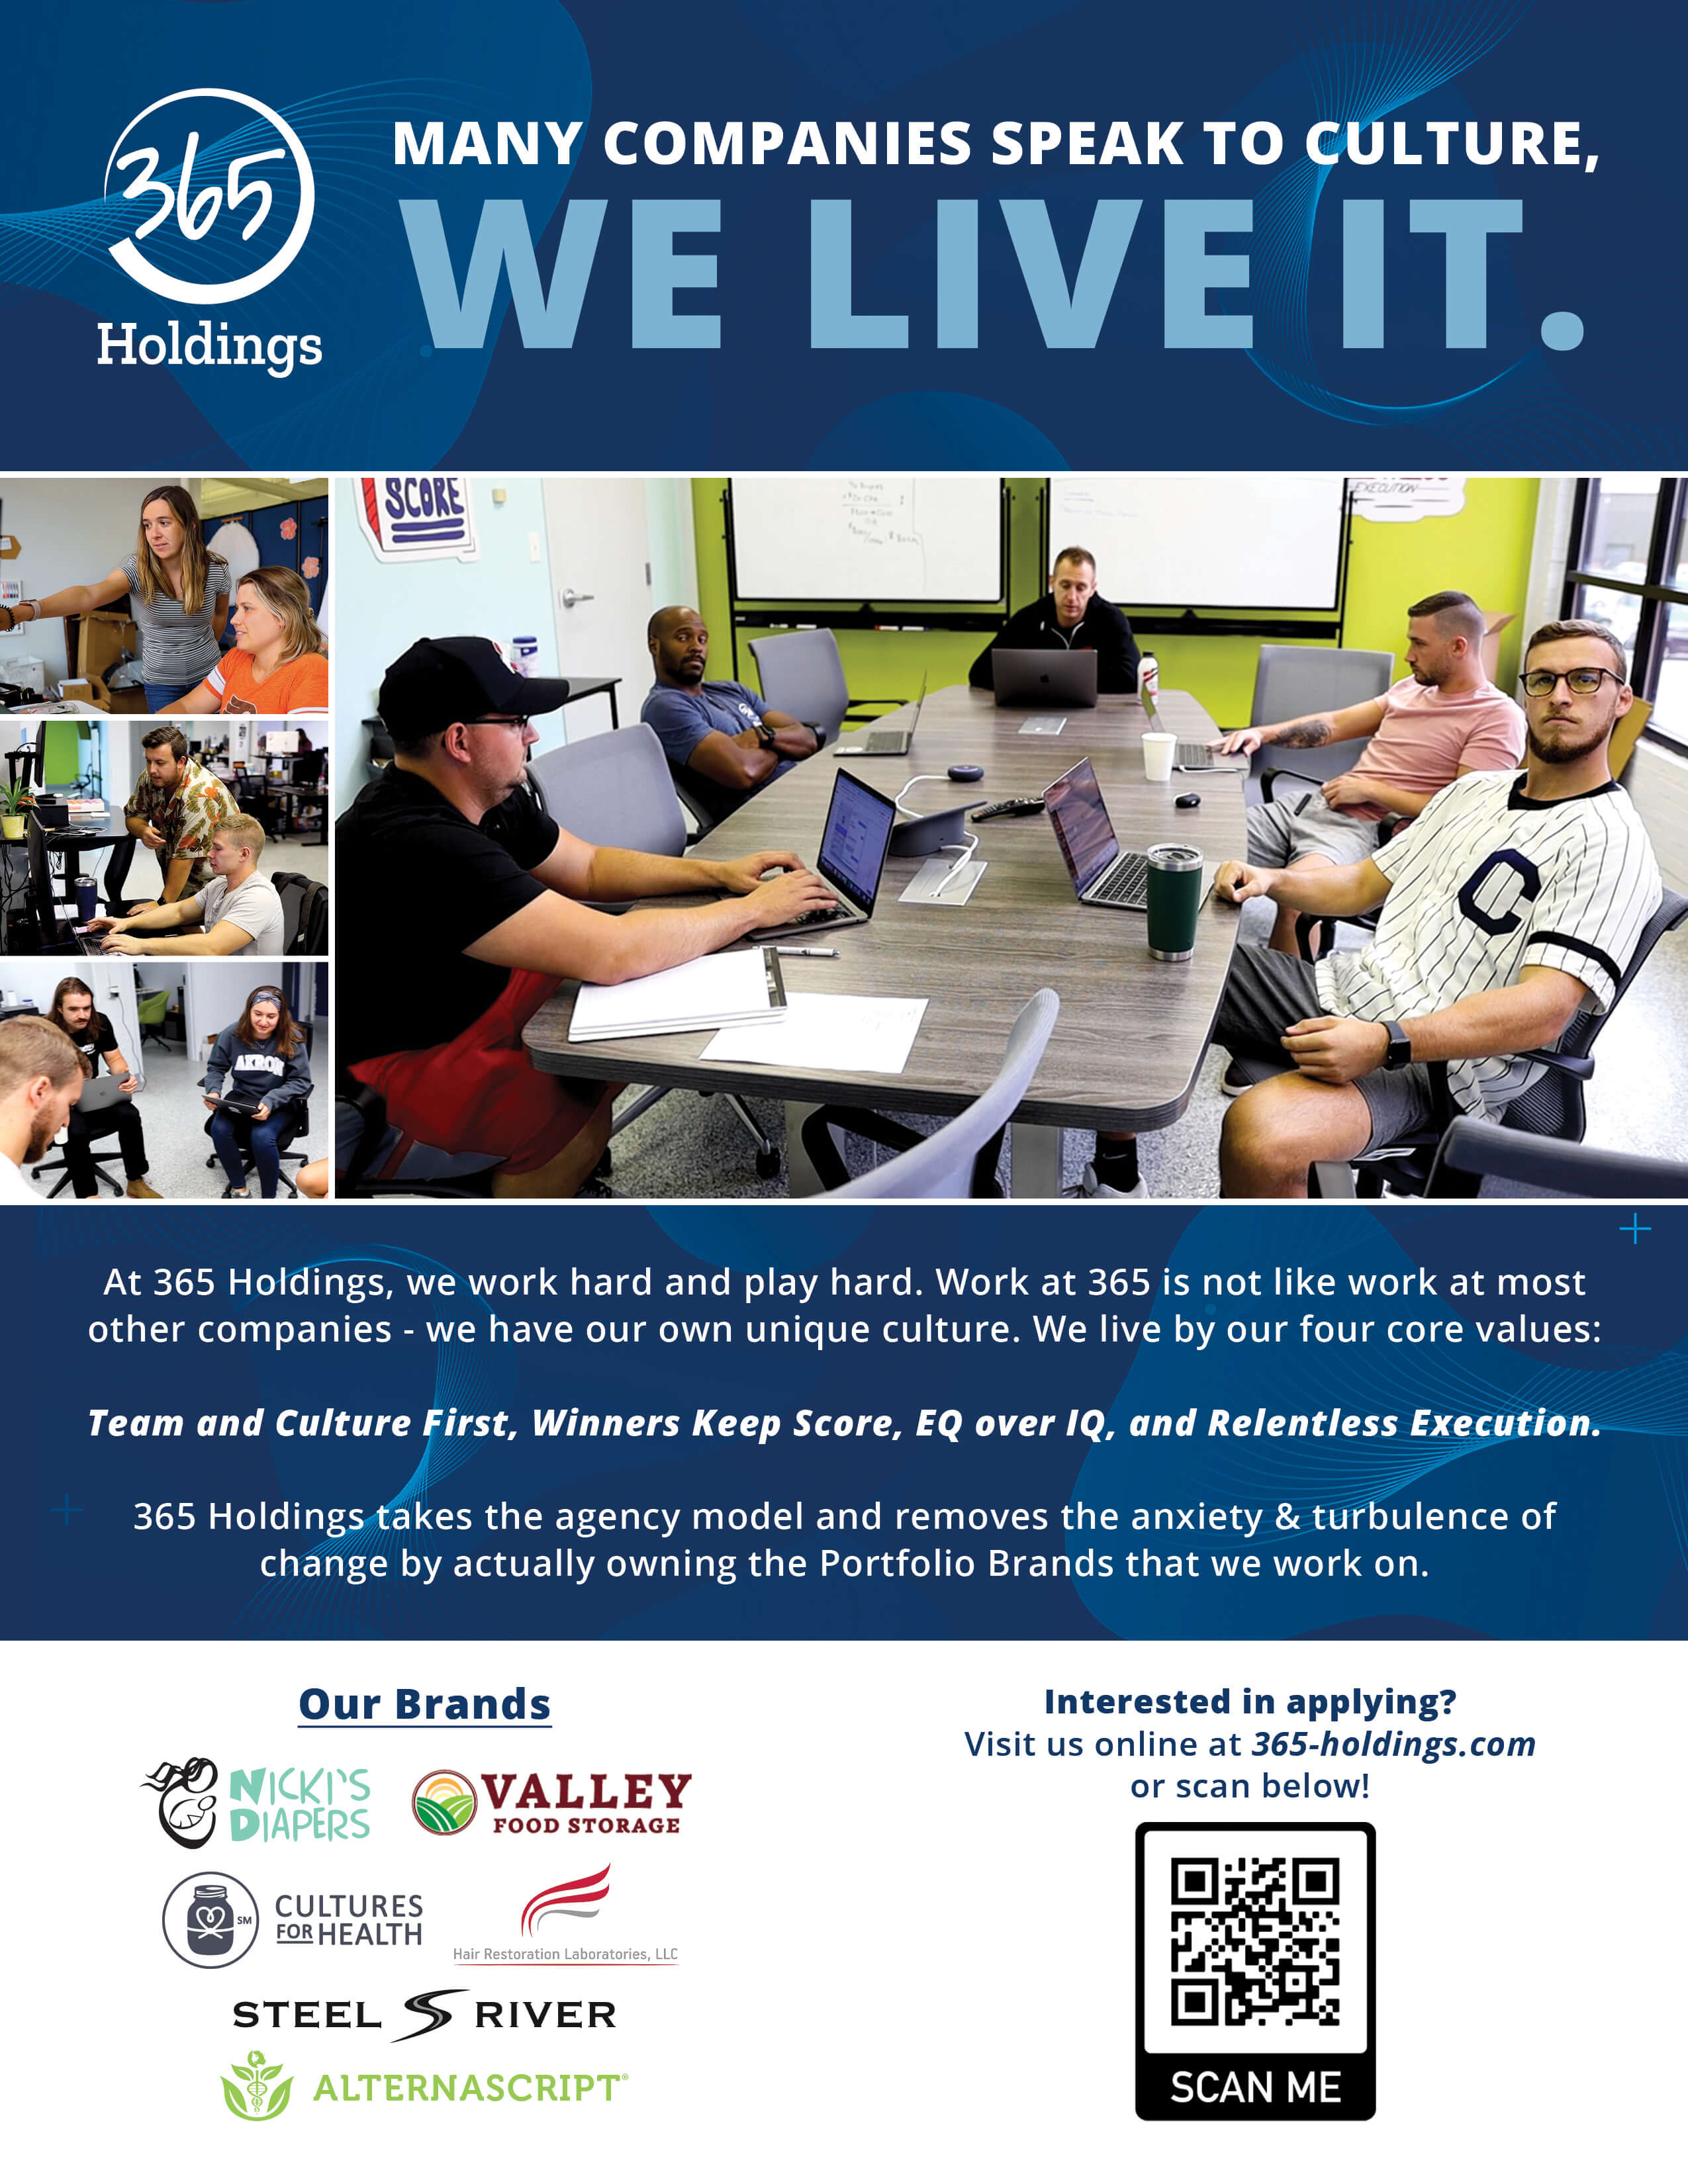 365
Holdings
MANY COMPANIES SPEAK TO CULTURE,
WE LIVE IT.
SCORE
EXECUTION
C
AKRON
At 365 Holdings, we work hard and play hard. Work at 365 is not like work at most
other companies - we have our own unique culture. We live by our four core values:
Team and Culture First, Winners Keep Score, EQ over IQ, and Relentless Execution.
365 Holdings takes the agency model and removes the anxiety & turbulence of
change by actually owning the Portfolio Brands that we work on.
Our Brands
NICKI'S
DIAPERS
VALLEY
FOOD STORAGE
CULTURES
FOR HEALTH
SM
Hair Restoration Laboratories, LLC
STEEL RIVER
ALTERNASCRIPT®
Interested in applying?
Visit us online at 365-holdings.com
or scan below!
SCAN ME